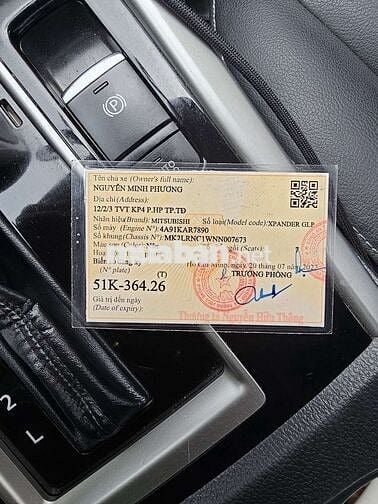 P
Tên chủ xe (Owner's full name):
NGUYỄN MINH PHƯƠNG
Địa chỉ (Address):
12/2/3 TVT KP4 P.HP TP.TĐ
Nhãn hiệu(Brand): MITSUBISHI Số loại(Model code):XPANDER GLP
Số máy (Engine N°): 4A91KAR7890
Số khung(Chassis N°): MK2LRNC1WNN007673
(Seats):
ngày 20 tháng 07
(N° plate) (T) TRƯỞNG PHÒNG
51K-364.26
Giá trị đến ngày
(Date of expiry):
Thượng tá Nguyễn Hữu Thông
2
L